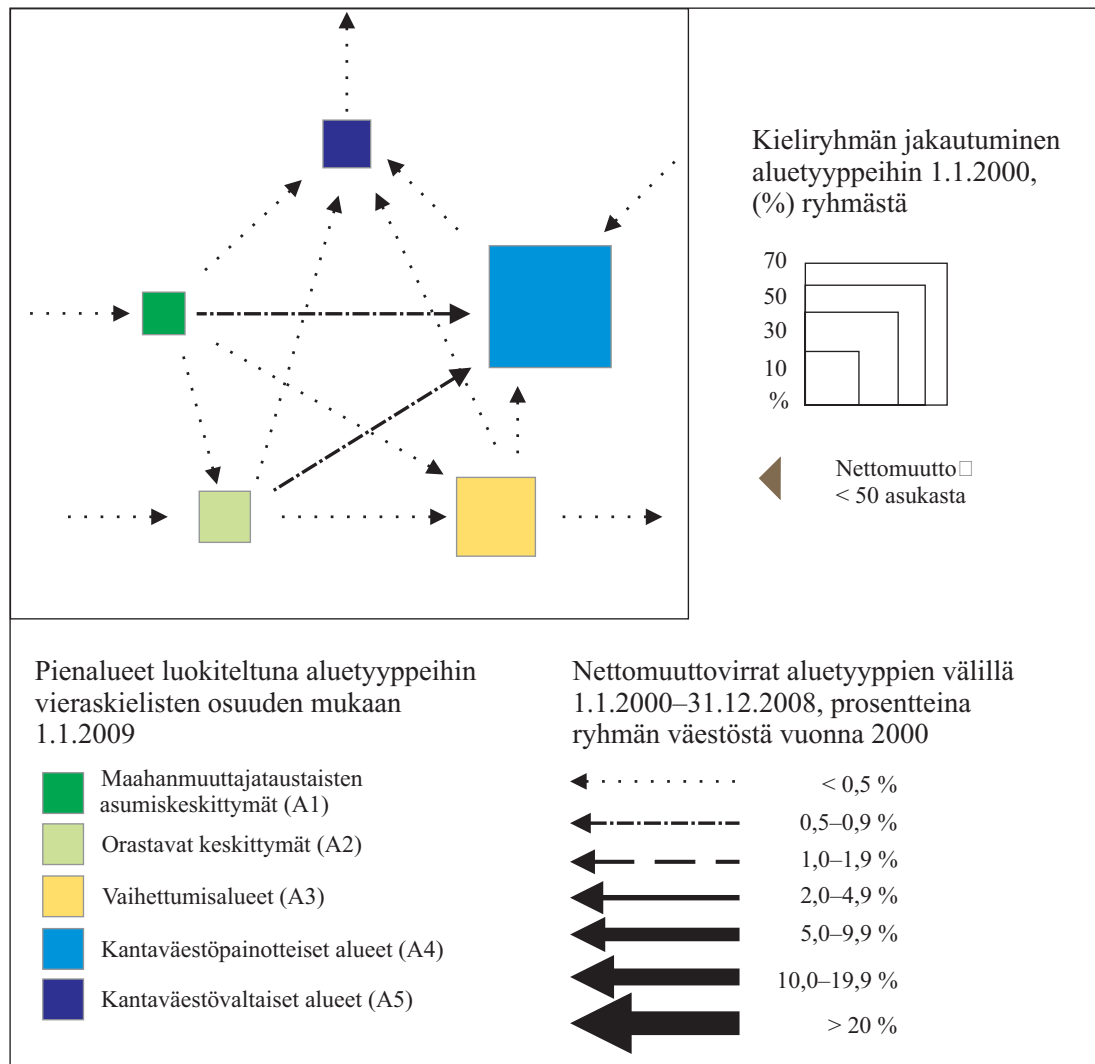 Kieliryhmän jakautuminen
aluetyyppeihin 1.1.2000,
(%) ryhmästä
70
50
30
10
%
Nettomuutto□
< 50 asukasta
Pienalueet luokiteltuna aluetyyppeihin
vieraskielisten osuuden mukaan
1.1.2009
Maahanmuuttajataustaisten
asumiskeskittymät (A1)
Orastavat keskittymät (A2)
Vaihettumisalueet (A3)
Kantaväestöpainotteiset alueet (A4)
Kantaväestövaltaiset alueet (A5)
Nettomuuttovirrat aluetyyppien välillä
1.1.2000–31.12.2008, prosentteina
ryhmän väestöstä vuonna 2000
< 0,5 %
0,5–0,9 %
1,0–1,9 %
2,0–4,9 %
5,0–9,9 %
10,0–19,9 %
> 20 %